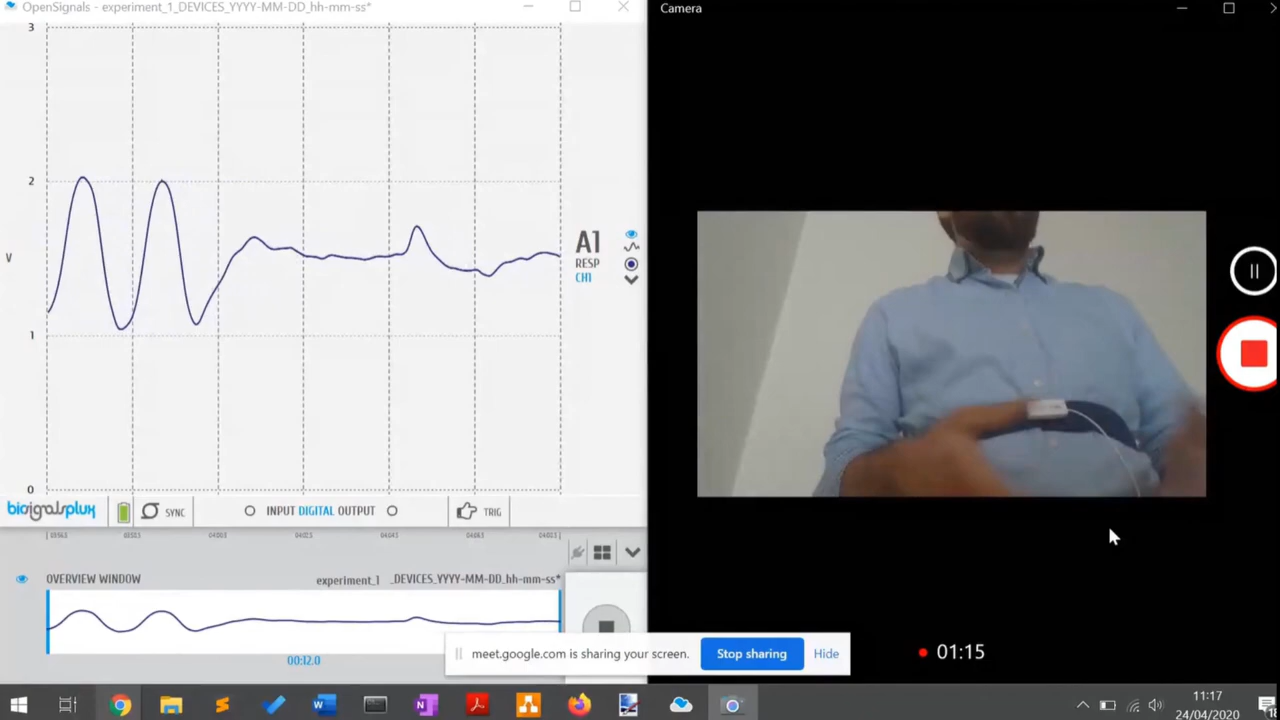 OpenSignals - experiment_1_DEVICES_YYYY-MM-DD_hh-mm-ss*
Camera
3
2
V
1
0
A1
RESP
CH1
biosignalsplux
SYNC
INPUT DIGITAL OUTPUT
TRIG
OVERVIEW WINDOW
experiment_1 _DEVICES_YYYY-MM-DD_hh-mm-ss*
00:12.0
meet.google.com is sharing your screen.
Stop sharing
Hide
01:15
11:17
24/04/2020